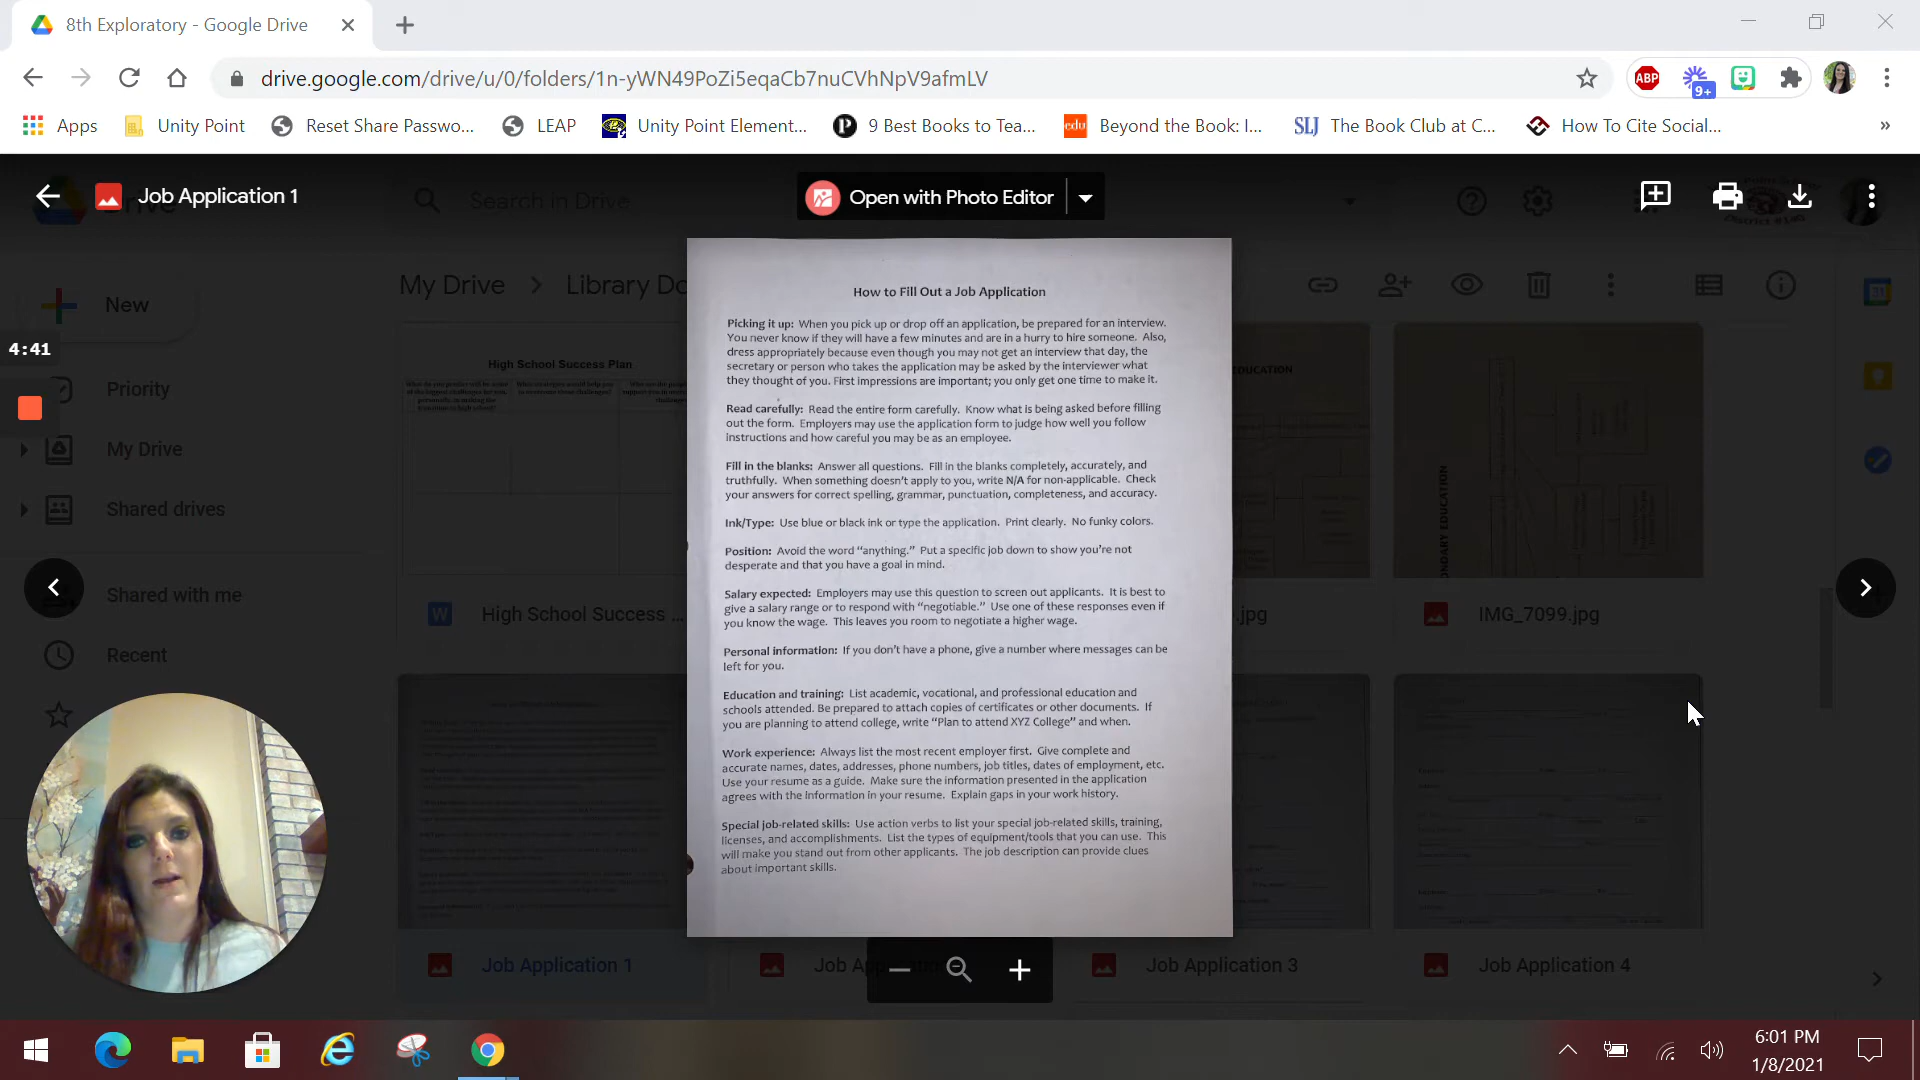 8th Exploratory - Google Drive
drive.google.com/drive/u/0/folders/1n-yWN49PoZi5eqaCb7nuCVhNpV9afmLV
ABP
9+
Apps
Unity Point
Reset Share Passwo...
LEAP
Unity Point Element...
9 Best Books to Tea...
edu
Beyond the Book: I...
SLJ
The Book Club at C...
How To Cite Social...
»
Job Application 1
Search in Drive
Open with Photo Editor
My Drive
Library Do
New
4:41
Priority
My Drive
Shared drives
Shared with me
Recent
High School Success Plan
High School Success ...
.jpg
IMG_7099.jpg
Job Application 1
Job Ap
Job Application 3
Job Application 4
How to Fill Out a Job Application
Picking it up: When you pick up or drop off an application, be prepared for an interview.
You never know if they will have a few minutes and are in a hurry to hire someone. Also,
dress appropriately because even though you may not get an interview that day, the
secretary or person who takes the application may be asked by the interviewer what
they thought of you. First impressions are important; you only get one time to make it.
Read carefully: Read the entire form carefully. Know what is being asked before filling
out the form. Employers may use the application form to judge how well you follow
instructions and how careful you may be as an employee.
Fill in the blanks: Answer all questions. Fill in the blanks completely, accurately, and
truthfully. When something doesn't apply to you, write N/A for non-applicable. Check
your answers for correct spelling, grammar, punctuation, completeness, and accuracy.
Ink/Type: Use blue or black ink or type the application. Print clearly. No funky colors.
Position: Avoid the word "anything." Put a specific job down to show you're not
desperate and that you have a goal in mind.
Salary expected: Employers may use this question to screen out applicants. It is best to
give a salary range or to respond with "negotiable." Use one of these responses even if
you know the wage. This leaves you room to negotiate a higher wage.
Personal information: If you don't have a phone, give a number where messages can be
left for you.
Education and training: List academic, vocational, and professional education and
schools attended. Be prepared to attach copies of certificates or other documents. If
you are planning to attend college, write "Plan to attend XYZ College" and when.
Work experience: Always list the most recent employer first. Give complete and
accurate names, dates, addresses, phone numbers, job titles, dates of employment, etc.
Use your resume as a guide. Make sure the information presented in the application
agrees with the information in your resume. Explain gaps in your work history.
Special job-related skills: Use action verbs to list your special job-related skills, training,
licenses, and accomplishments. List the types of equipment/tools that you can use. This
will make you stand out from other applicants. The job description can provide clues
about important skills.
6:01 PM
1/8/2021